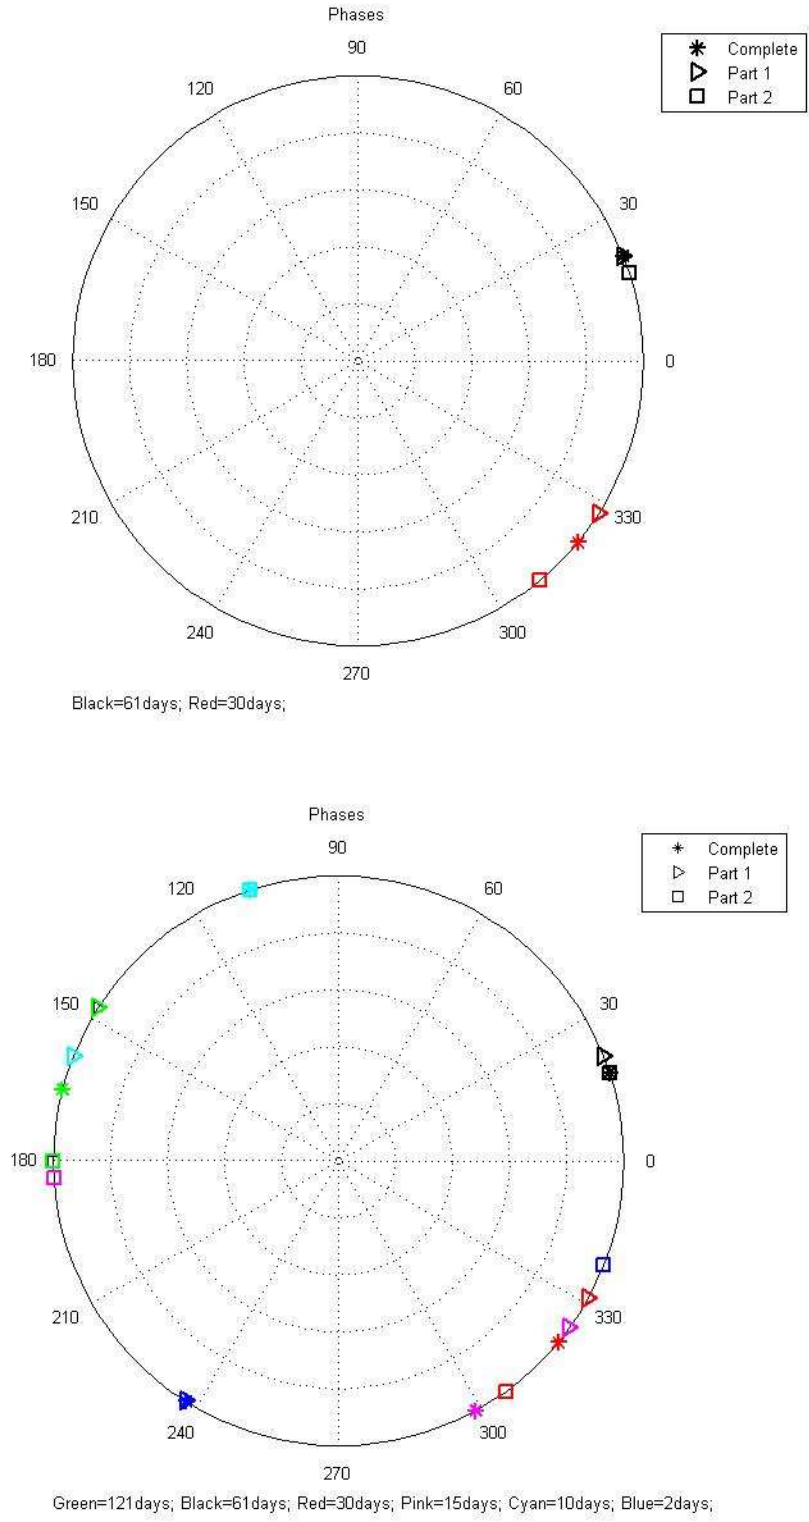 Phases
90
Complete
Part 1
Part 2
120
60
150
30
180
0
210
330
240
300
270
Black=61days; Red=30days;
Phases
90
Complete
Part 1
Part 2
120
60
150
30
180
0
210
330
240
300
270
Green=121days; Black=61days; Red=30days; Pink=15days; Cyan=10days; Blue=2days;